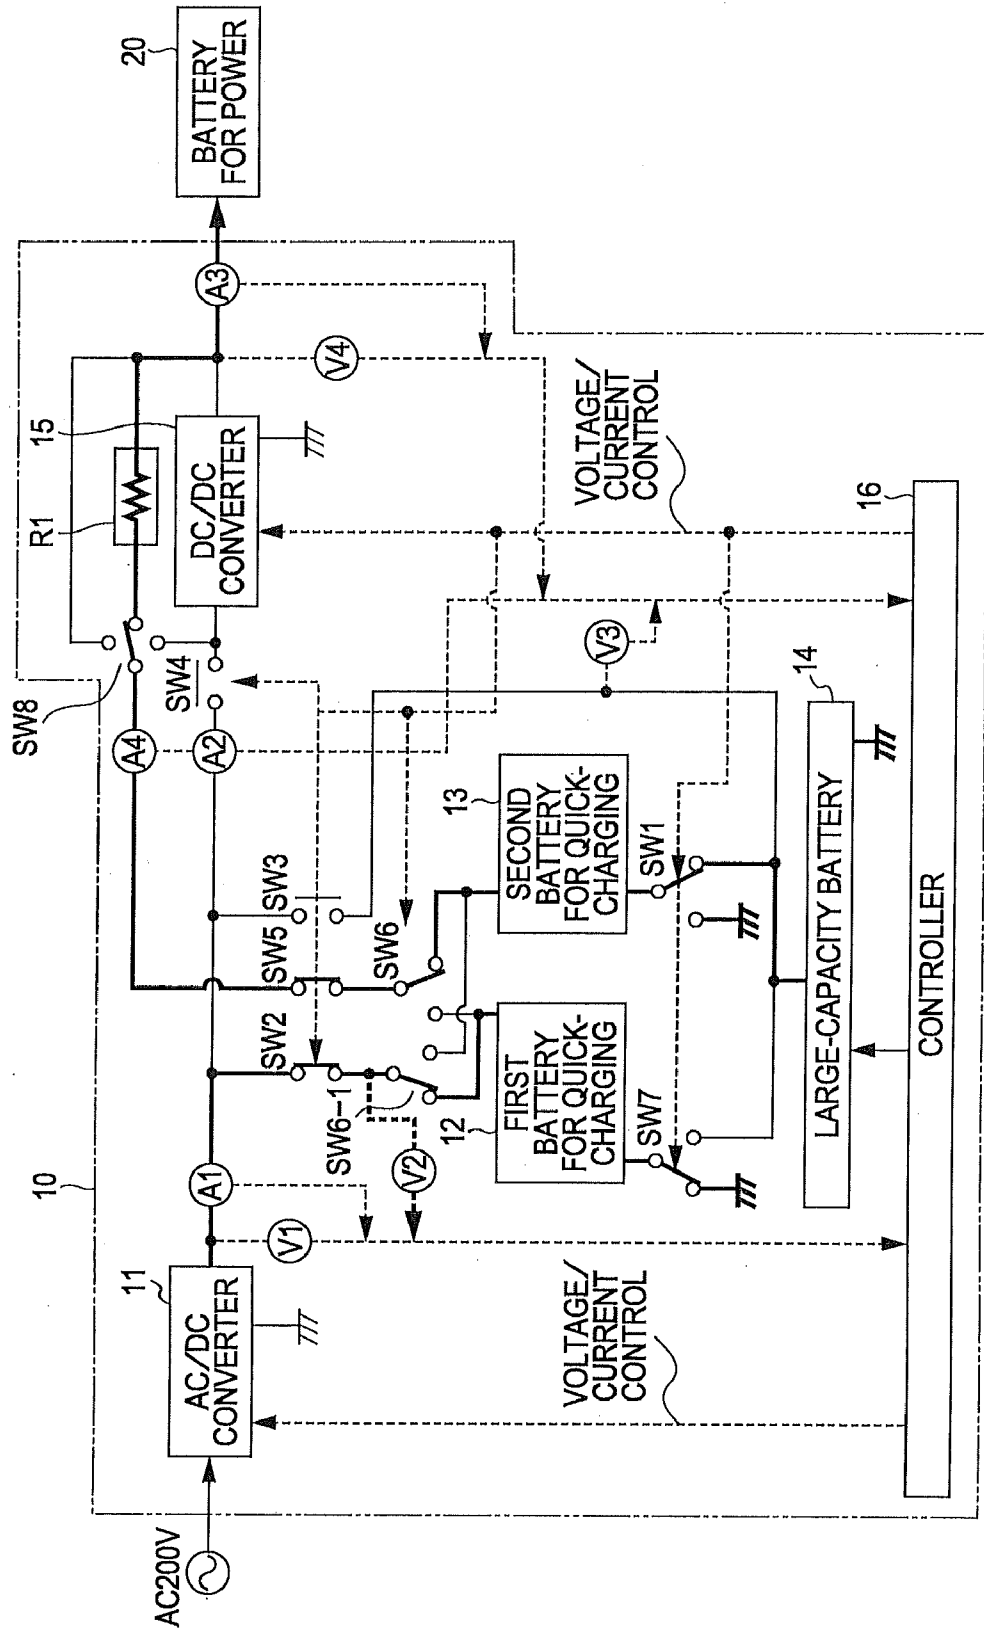 10
AC200V
11
AC/DC
CONVERTER
V1
A1
VOLTAGE/
CURRENT
CONTROL
SW2
SW6-1
V2
12
FIRST
BATTERY
FOR QUICK-
CHARGING
SW7
SW5
SW3
SW6
13
SECOND
BATTERY
FOR QUICK-
CHARGING
SW1
14
LARGE-CAPACITY BATTERY
CONTROLLER
16
SW8
A4
A2
SW4
V3
R1
15
DC/DC
CONVERTER
VOLTAGE/
CURRENT
CONTROL
V4
A3
20
BATTERY
FOR POWER